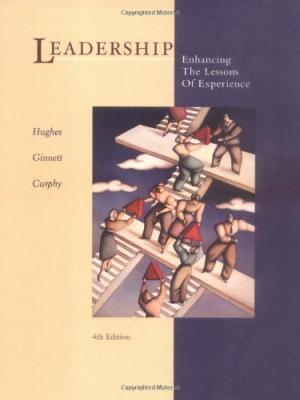 LEADERSHIP
Enhancing
The Lessons
Of Experience
Hughes
Ginnett
Curphy
4th Edition